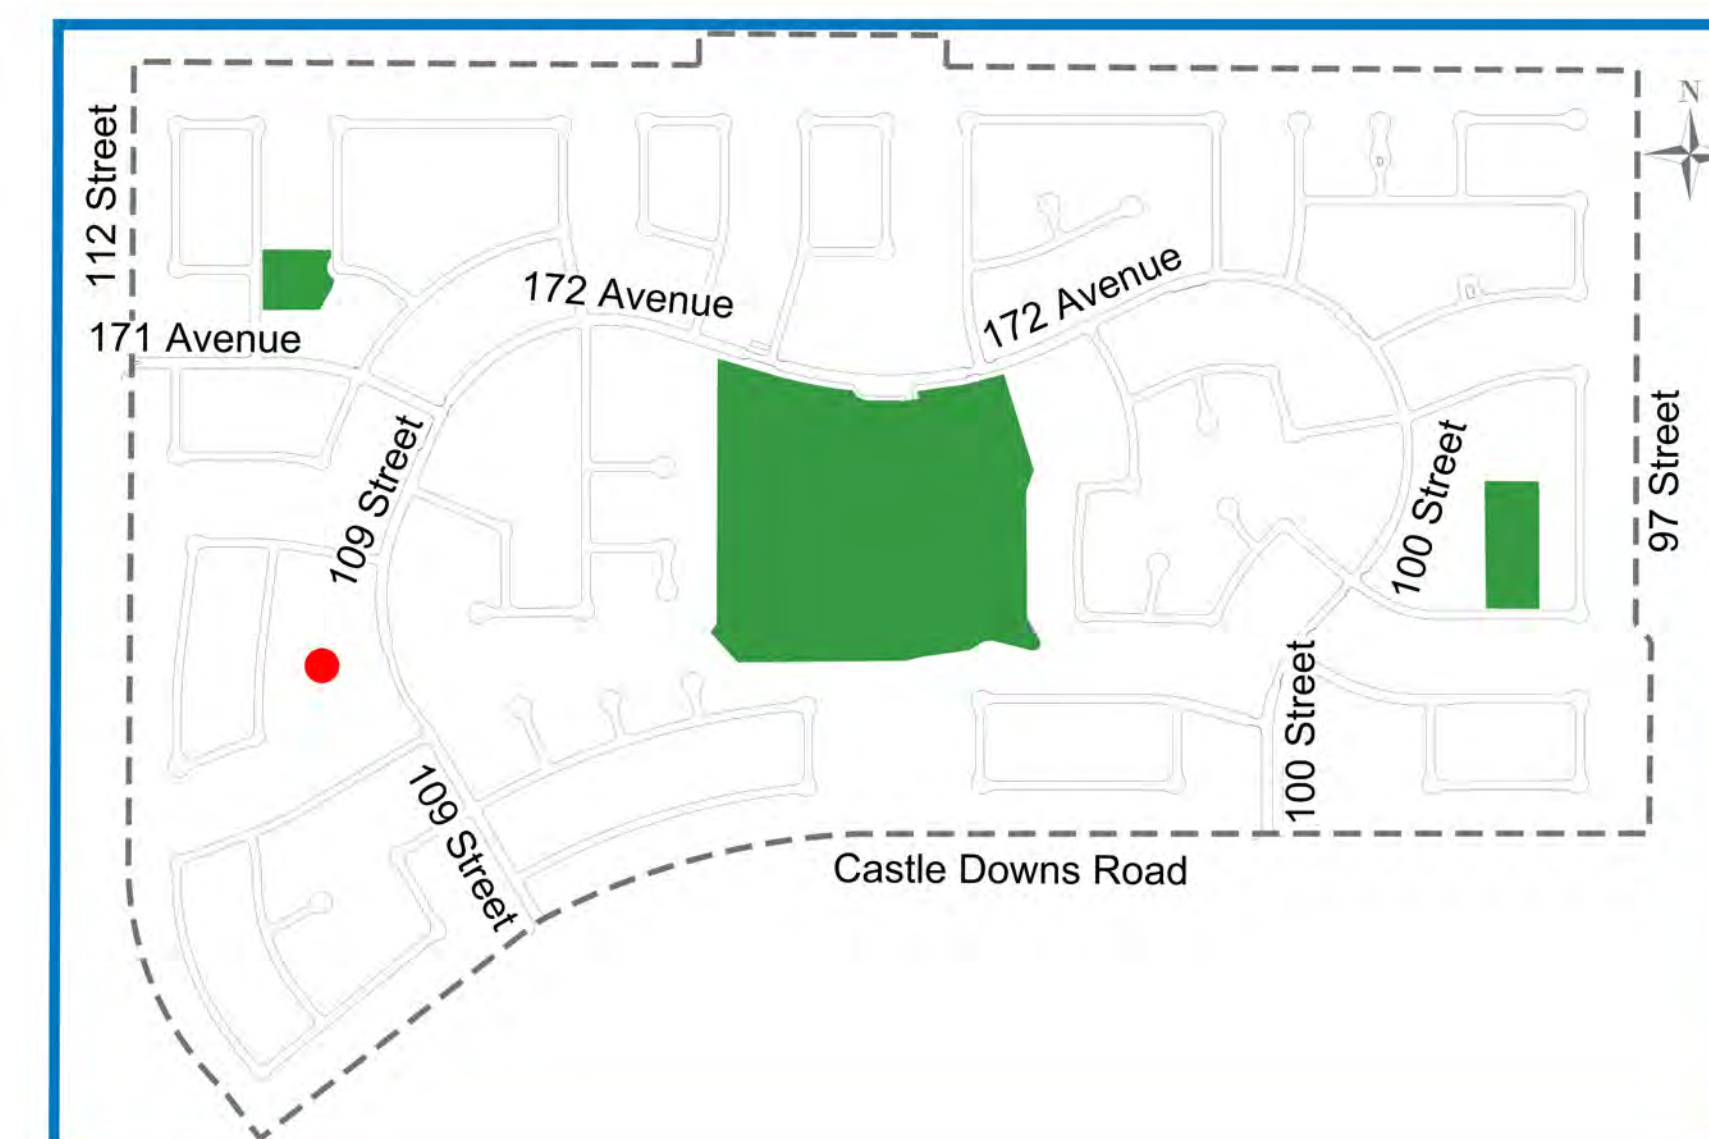 N
112 Street
172 Avenue
172 Avenue
171 Avenue
109 Street
100 Street
97 Street
100 Street
109 Street
Castle Downs Road